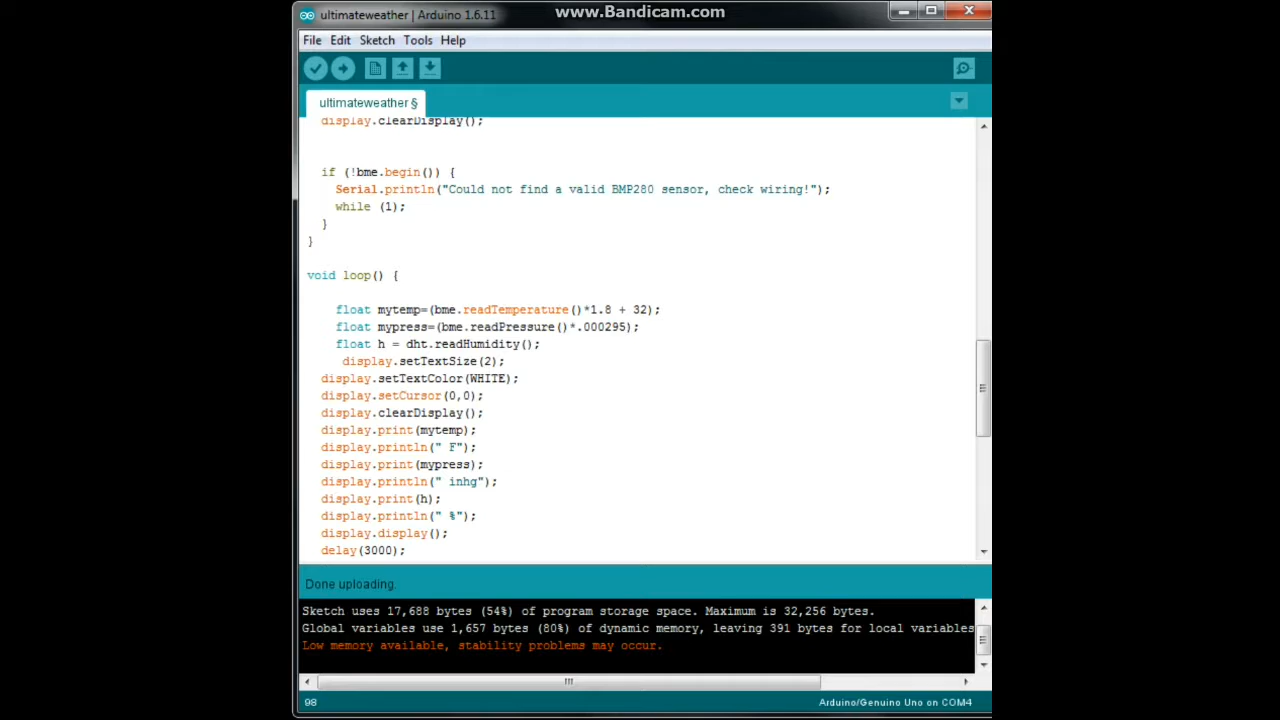 www.Bandicam.com
ultimateweather | Arduino 1.6.11
File Edit Sketch Tools Help
ultimateweather §
display.clearDisplay();
if (!bme.begin()) {
Serial.println("Could not find a valid BMP280 sensor, check wiring!");
while (1);
}
}
void loop() {
float mytemp=(bme.readTemperature()*1.8 + 32);
float mypress=(bme.readPressure()*.000295);
float h = dht.readHumidity();
display.setTextSize(2);
display.setTextColor(WHITE);
display.setCursor(0,0);
display.clearDisplay();
display.print(mytemp);
display.println(" F");
display.print(mypress);
display.println(" inhg");
display.print(h);
display.println(" %");
display.display();
delay(3000);
Done uploading.
Sketch uses 17,688 bytes (54%) of program storage space. Maximum is 32,256 bytes.
Global variables use 1,657 bytes (80%) of dynamic memory, leaving 391 bytes for local variables
Low memory available, stability problems may occur.
98
Arduino/Genuino Uno on COM4